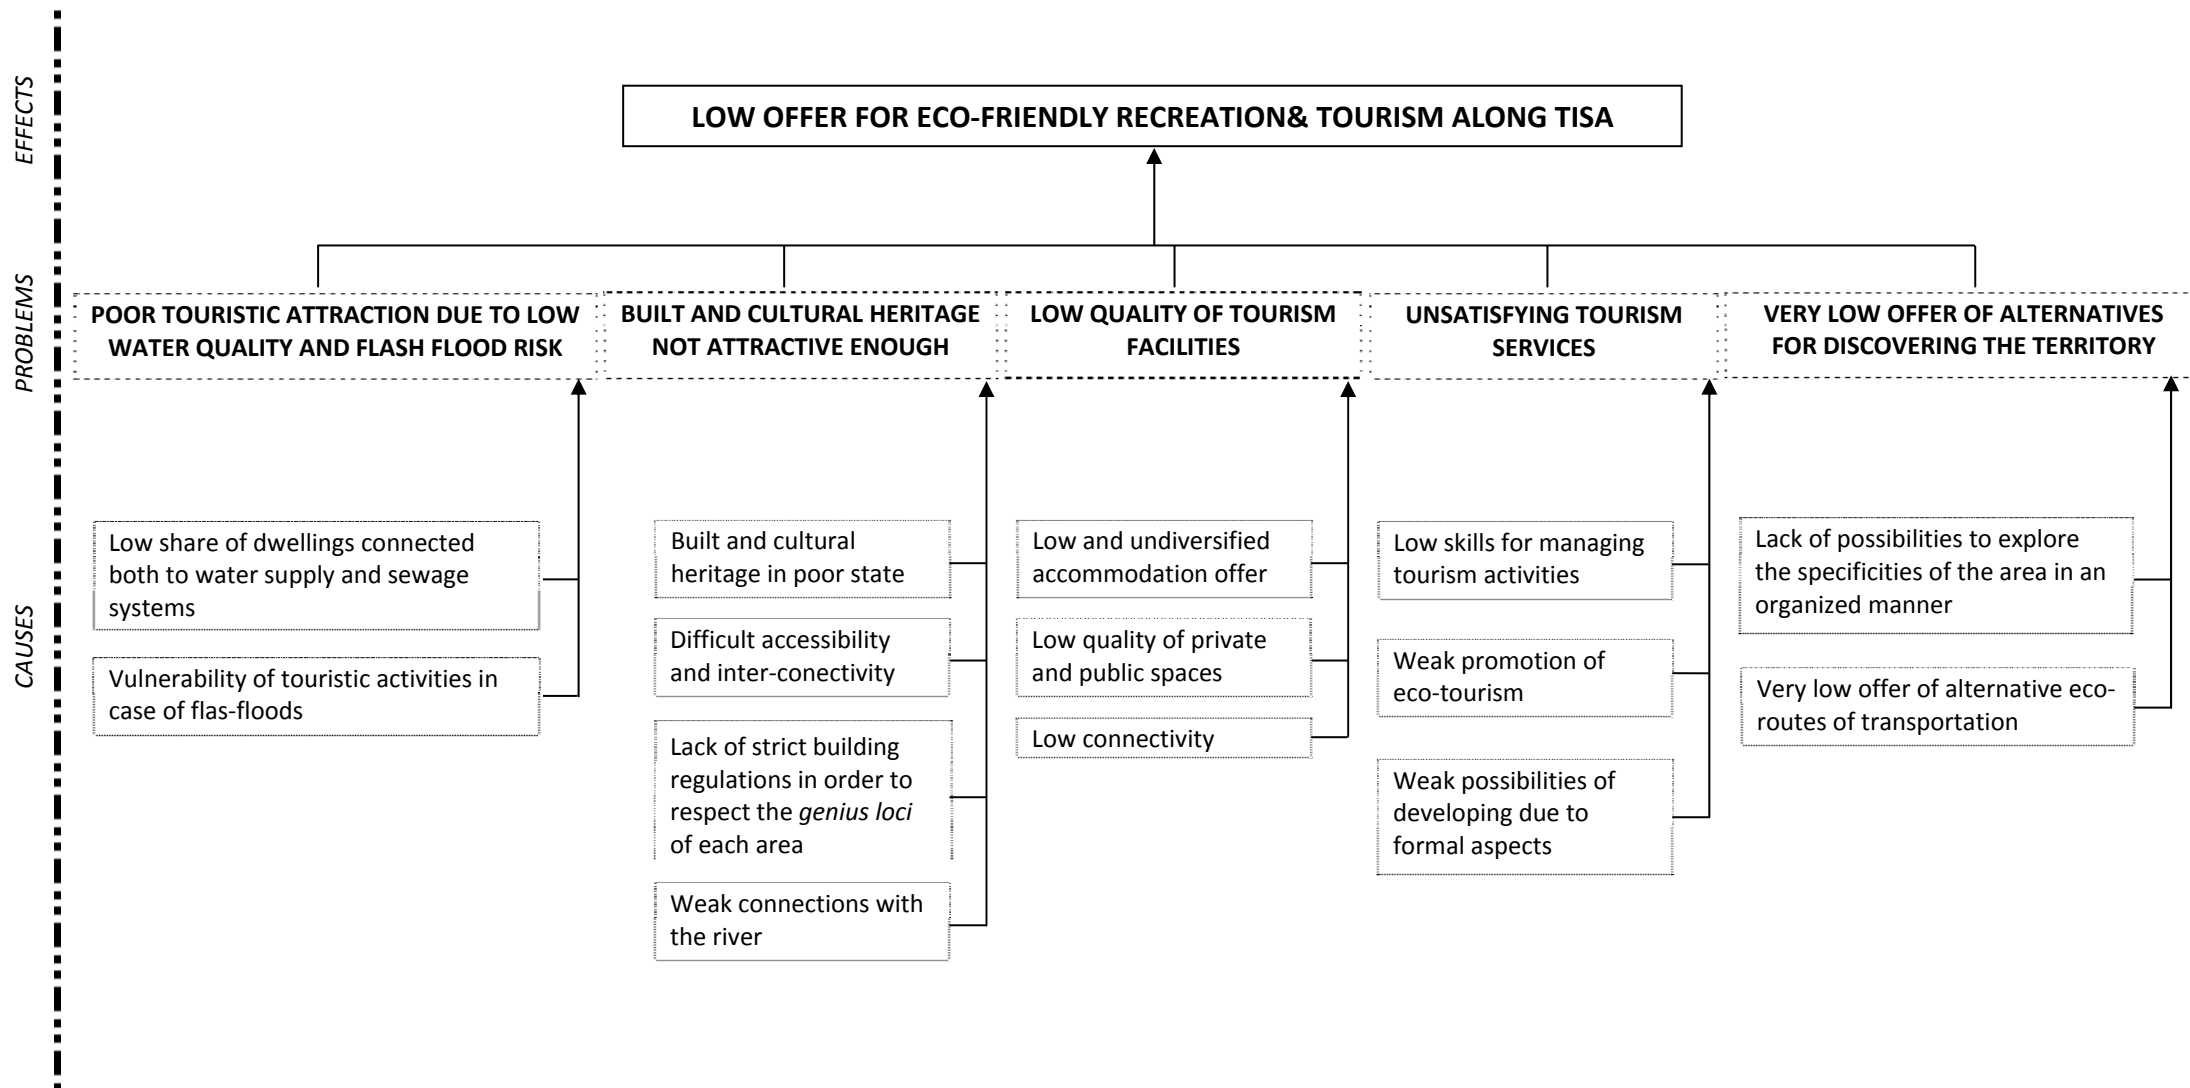 EFFECTS
LOW OFFER FOR ECO-FRIENDLY RECREATION& TOURISM ALONG TISA
PROBLEMS
POOR TOURISTIC ATTRACTION DUE TO LOW
WATER QUALITY AND FLASH FLOOD RISK
BUILT AND CULTURAL HERITAGE
NOT ATTRACTIVE ENOUGH
LOW QUALITY OF TOURISM
FACILITIES
UNSATISFYING TOURISM
SERVICES
VERY LOW OFFER OF ALTERNATIVES
FOR DISCOVERING THE TERRITORY
CAUSES
Low share of dwellings connected
both to water supply and sewage
systems
Vulnerability of touristic activities in
case of flas-floods
Built and cultural
heritage in poor state
Difficult accessibility
and inter-conectivity
Lack of strict building
regulations in order to
respect the genius loci
of each area
Weak connections with
the river
Low and undiversified
accommodation offer
Low quality of private
and public spaces
Low connectivity
Low skills for managing
tourism activities
Weak promotion of
eco-tourism
Weak possibilities of
developing due to
formal aspects
Lack of possibilities to explore
the specificities of the area in an
organized manner
Very low offer of alternative eco-
routes of transportation